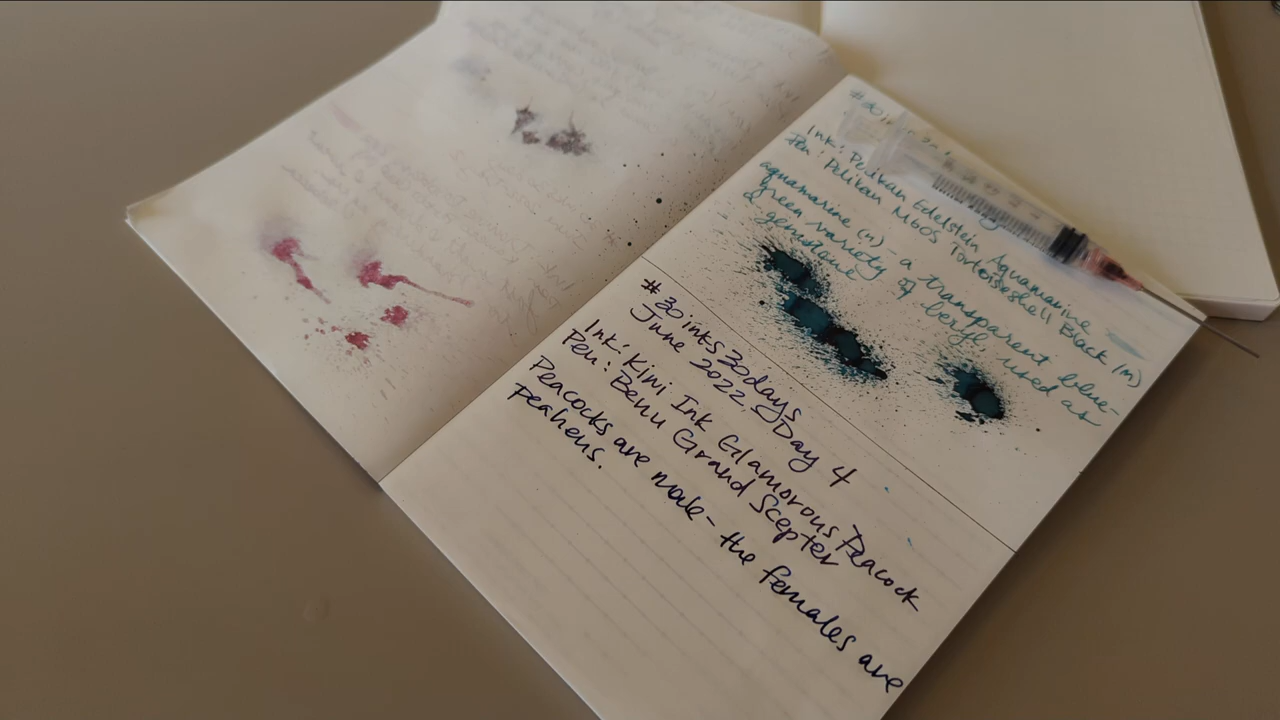 Ink: Pelikan Edelstein Aquamarine
Pen: Pelikan M605 Tortoiseshell Black (M)
aquamarine (n) - a transparent blue-
green variety of beryl, used as
a gemstone
#30inks30days
June 2022. Day 4
Ink: Kiwi Ink Glamorous Peacock
Pen: Benu Grand Scepter
Peacocks are male - the females are
peahens.